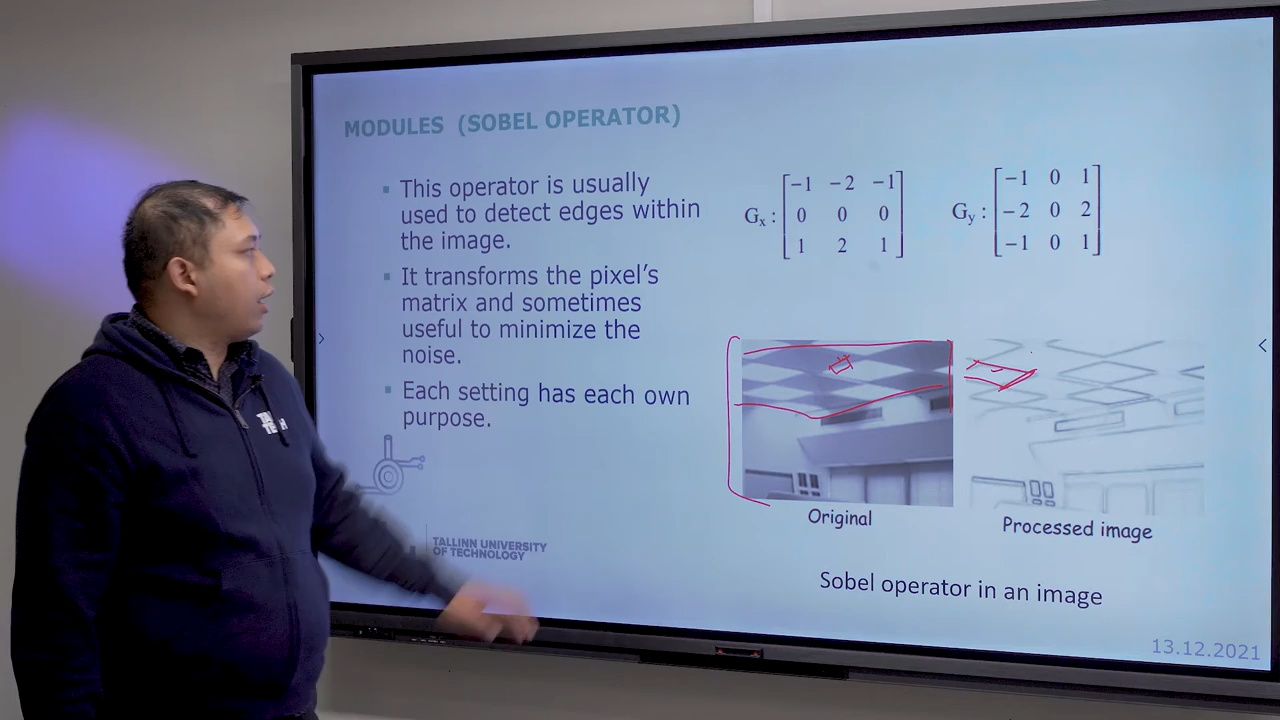 MODULES (SOBEL OPERATOR)
This operator is usually
used to detect edges within
the image.
It transforms the pixel's
matrix and sometimes
useful to minimize the
noise.
Each setting has each own
purpose.
Gx :
-1 -2 -1
0 0 0
1 2 1
Gy :
-1 0 1
-2 0 2
-1 0 1
Original
Processed image
Sobel operator in an image
TALLINN UNIVERSITY
OF TECHNOLOGY
13.12.2021
TAL
TECH